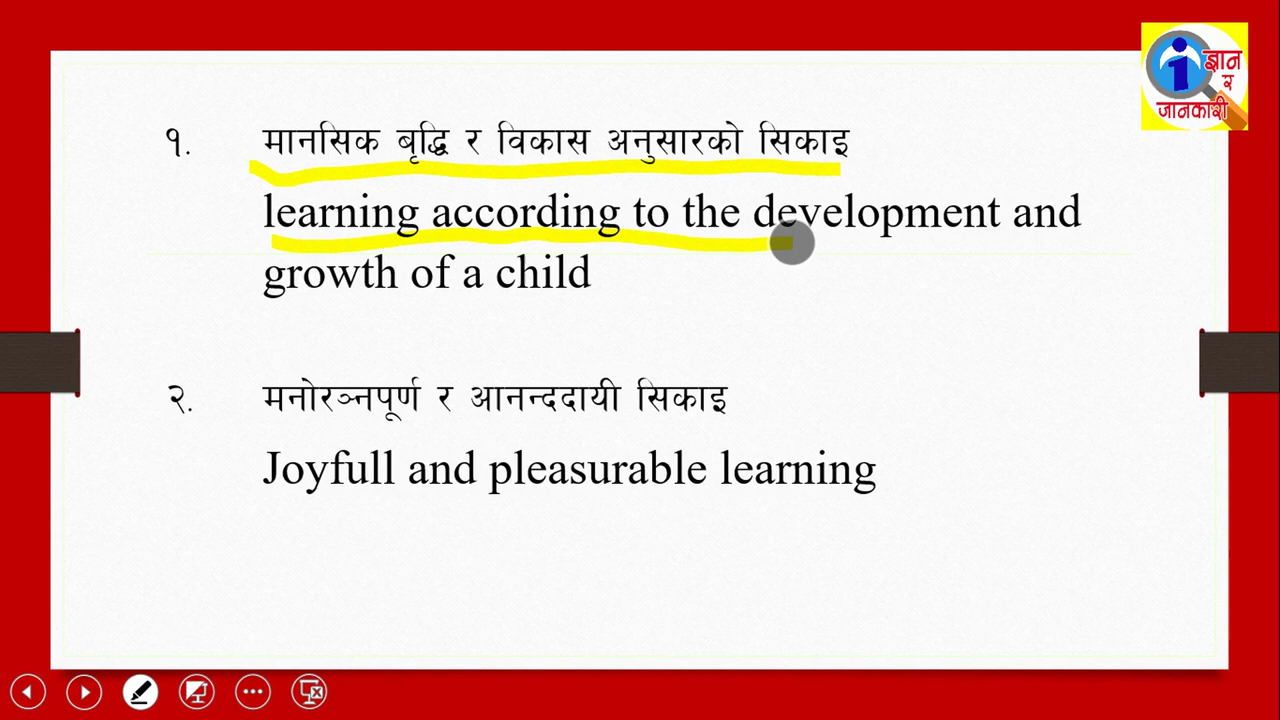 ज्ञान
र
जानकारी
१. मानसिक बृद्धि र विकास अनुसारको सिकाइ
learning according to the development and
growth of a child
२. मनोरञ्नपूर्ण र आनन्ददायी सिकाइ
Joyfull and pleasurable learning